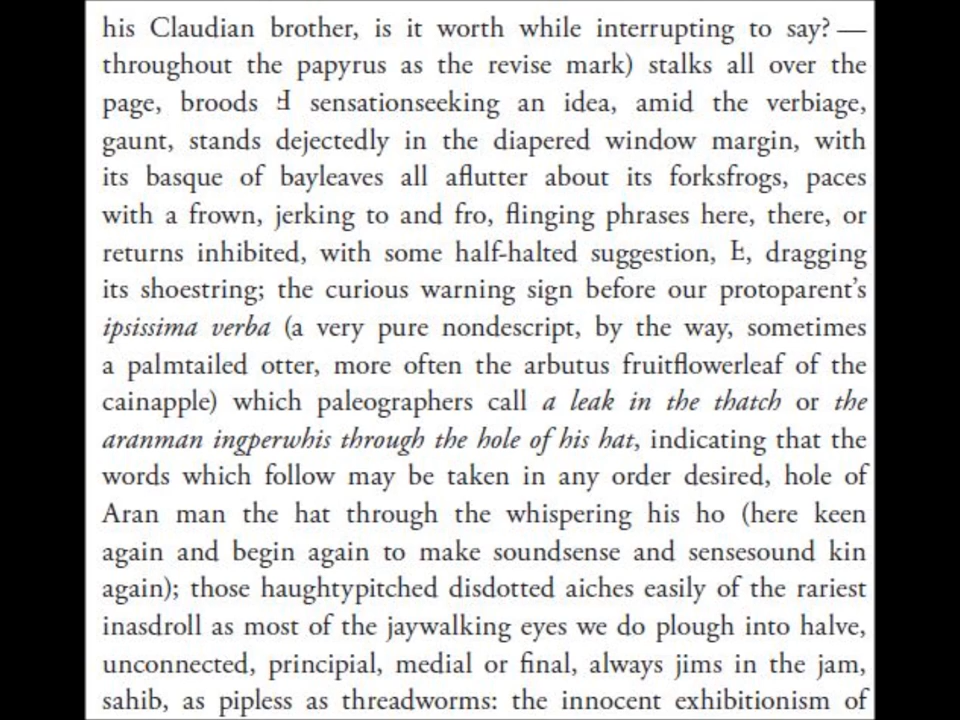 his Claudian brother, is it worth while interrupting to say? —
throughout the papyrus as the revise mark) stalks all over the
page, broods ꟻ sensationseeking an idea, amid the verbiage,
gaunt, stands dejectedly in the diapered window margin, with
its basque of bayleaves all aflutter about its forksfrogs, paces
with a frown, jerking to and fro, flinging phrases here, there, or
returns inhibited, with some half-halted suggestion, Ⅎ, dragging
its shoestring; the curious warning sign before our protoparent’s
ipsissima verba (a very pure nondescript, by the way, sometimes
a palmtailed otter, more often the arbutus fruitflowerleaf of the
cainapple) which paleographers call a leak in the thatch or the
aranman ingperwhis through the hole of his hat, indicating that the
words which follow may be taken in any order desired, hole of
Aran man the hat through the whispering his ho (here keen
again and begin again to make soundsense and sensesound kin
again); those haughtypitched disdotted aiches easily of the rariest
inasdroll as most of the jaywalking eyes we do plough into halve,
unconnected, principial, medial or final, always jims in the jam,
sahib, as pipless as threadworms: the innocent exhibitionism of